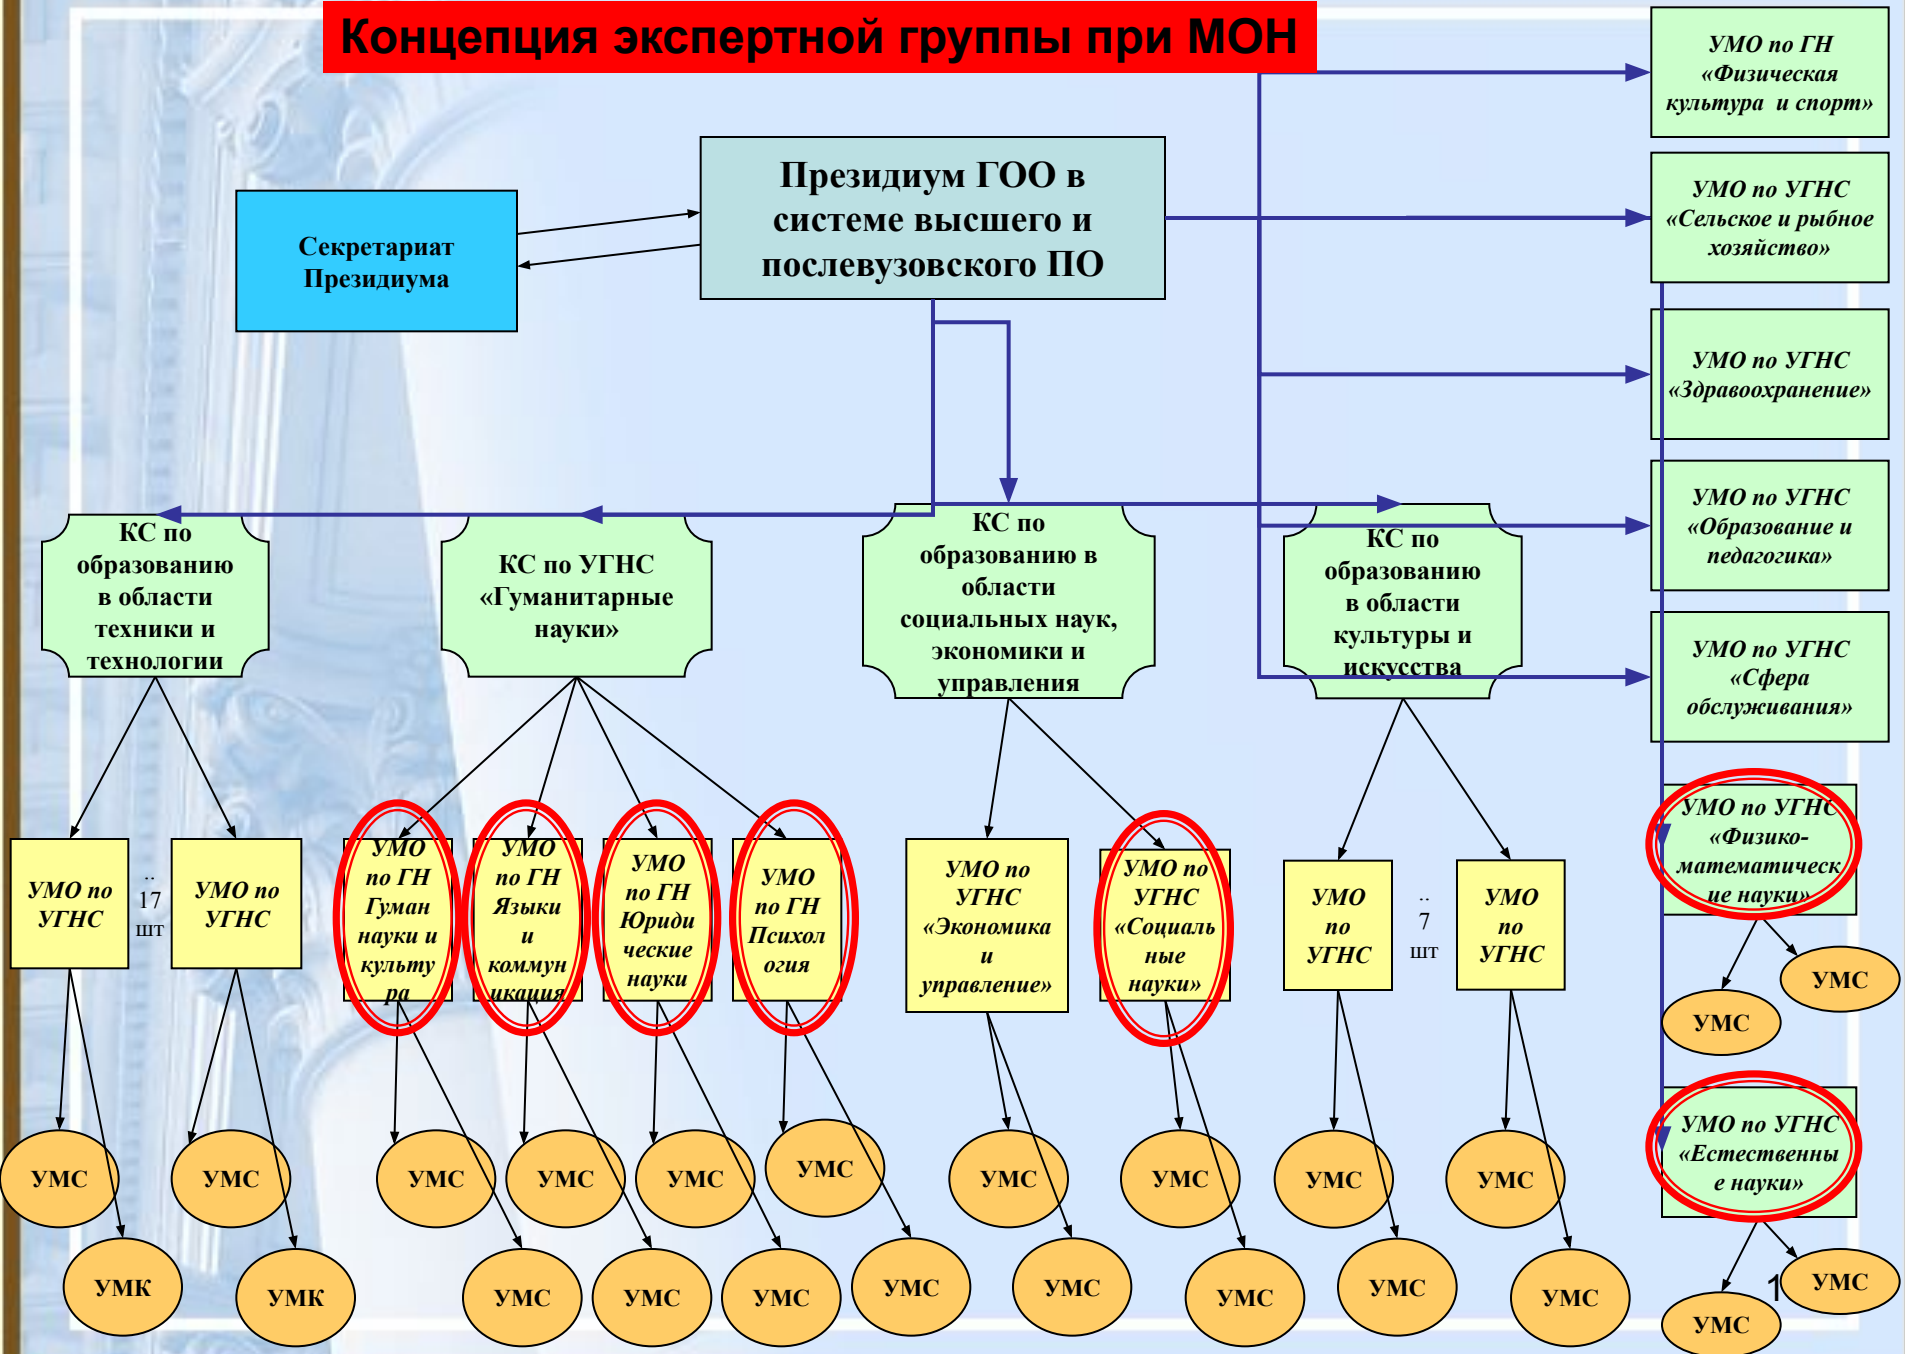 Концепция экспертной группы при МОН
УМО по ГН
«Физическая
культура и спорт»
Президиум ГОО в
системе высшего и
послевузовского ПО
Секретариат
Президиума
УМО по УГНС
«Сельское и рыбное
хозяйство»
УМО по УГНС
«Здравоохранение»
УМО по УГНС
«Образование и
педагогика»
УМО по УГНС
«Сфера
обслуживания»
КС по
образованию
в области
техники и
технологии
КС по УГНС
«Гуманитарные
науки»
КС по
образованию в
области
социальных наук,
экономики и
управления
КС по
образованию
в области
культуры и
искусства
УМО по
УГНС
..
17
шт
УМО по
УГНС
УМО
по ГН
Гуман
науки и
культу
ра
УМО
по ГН
Языки
и
коммун
икация
УМО
по ГН
Юриди
ческие
науки
УМО
по ГН
Психол
огия
УМО по
УГНС
«Экономика
и
управление»
УМО по
УГНС
«Социаль
ные
науки»
УМО
по
УГНС
..
7
шт
УМО
по
УГНС
УМО по УГНС
«Физико-
математическ
ие науки»
УМС
УМС
УМО по УГНС
«Естественны
е науки»
УМС
УМС
УМС
УМС
УМС
УМС
УМС
УМС
УМС
УМС
УМК
УМК
УМС
УМС
УМС
УМС
УМС
УМС
УМС
УМС
УМС
УМС
1